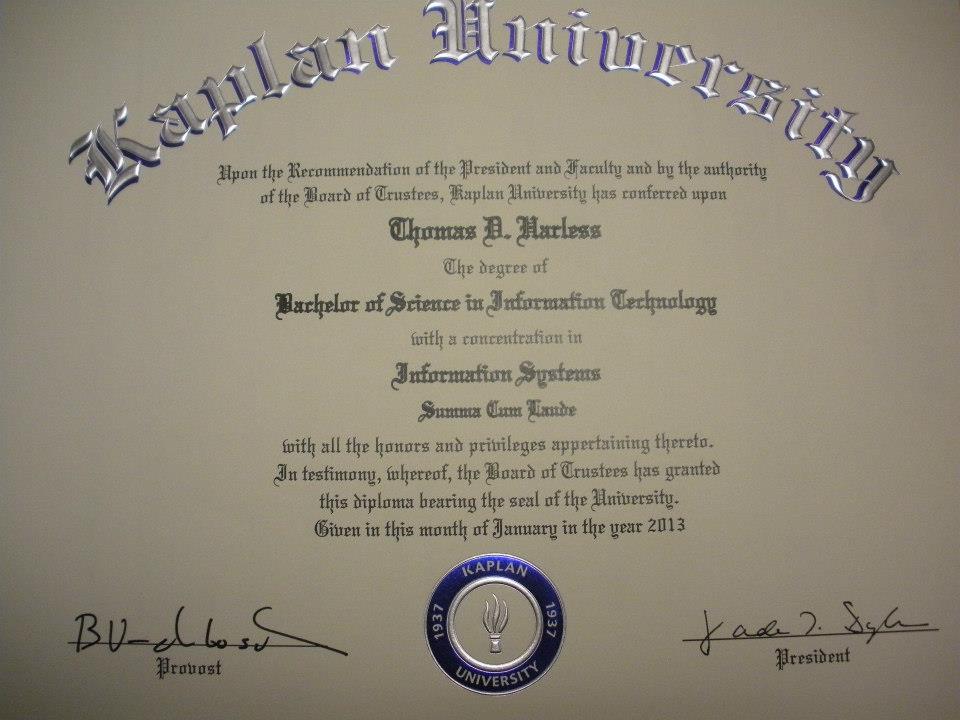 Kaplan University
Upon the Recommendation of the President and Faculty and by the authority
of the Board of Trustees, Kaplan University has conferred upon
Thomas D. Harless
The degree of
Bachelor of Science in Information Technology
with a concentration in
Information Systems
Summa Cum Laude
with all the honors and privileges appertaining thereto.
In testimony, whereof, the Board of Trustees has granted
this diploma bearing the seal of the University.
Given in this month of January in the year 2013
KAPLAN
1937 1937
UNIVERSITY
Provost
President